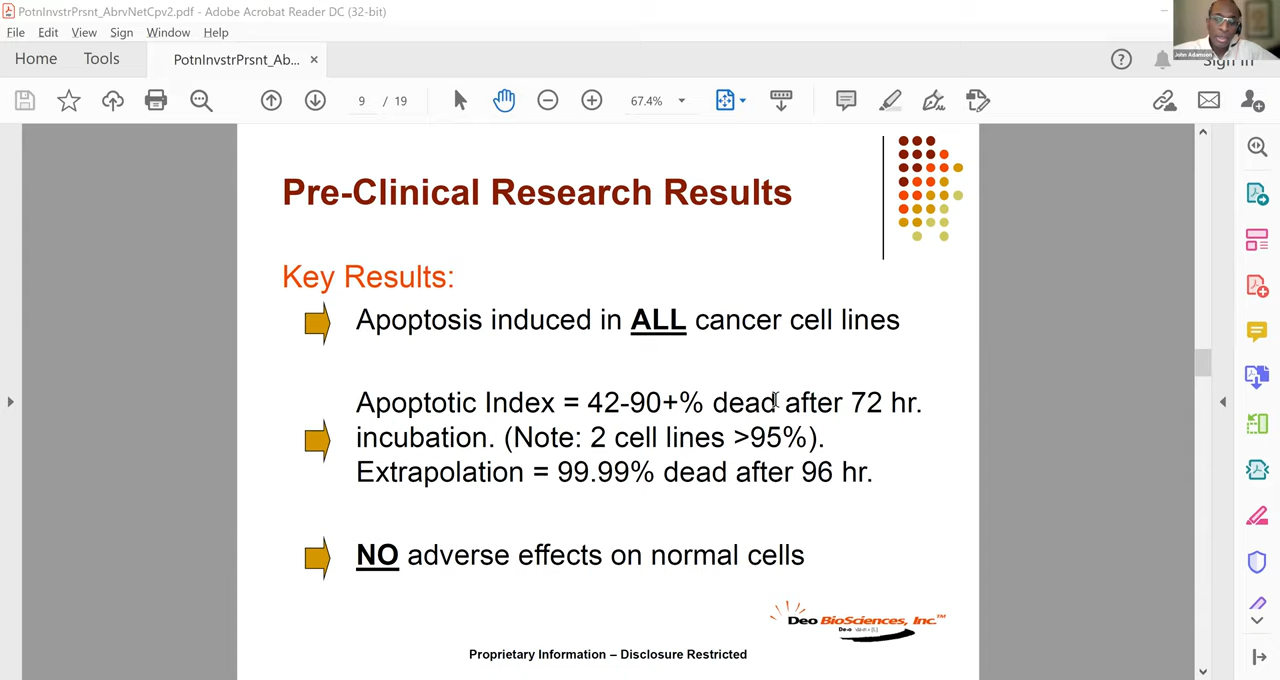 PotnInvstrPrsnt_AbrvNetCpv2.pdf - Adobe Acrobat Reader DC (32-bit)
File Edit View Sign Window Help
Home Tools PotnInvstrPrsnt_Ab... ×
John Adamson
Sign In
9 / 19 67.4%
Pre-Clinical Research Results
Key Results:
Apoptosis induced in ALL cancer cell lines
Apoptotic Index = 42-90+% dead after 72 hr.
incubation. (Note: 2 cell lines >95%).
Extrapolation = 99.99% dead after 96 hr.
NO adverse effects on normal cells
Deo BioSciences, Inc.™
Proprietary Information – Disclosure Restricted